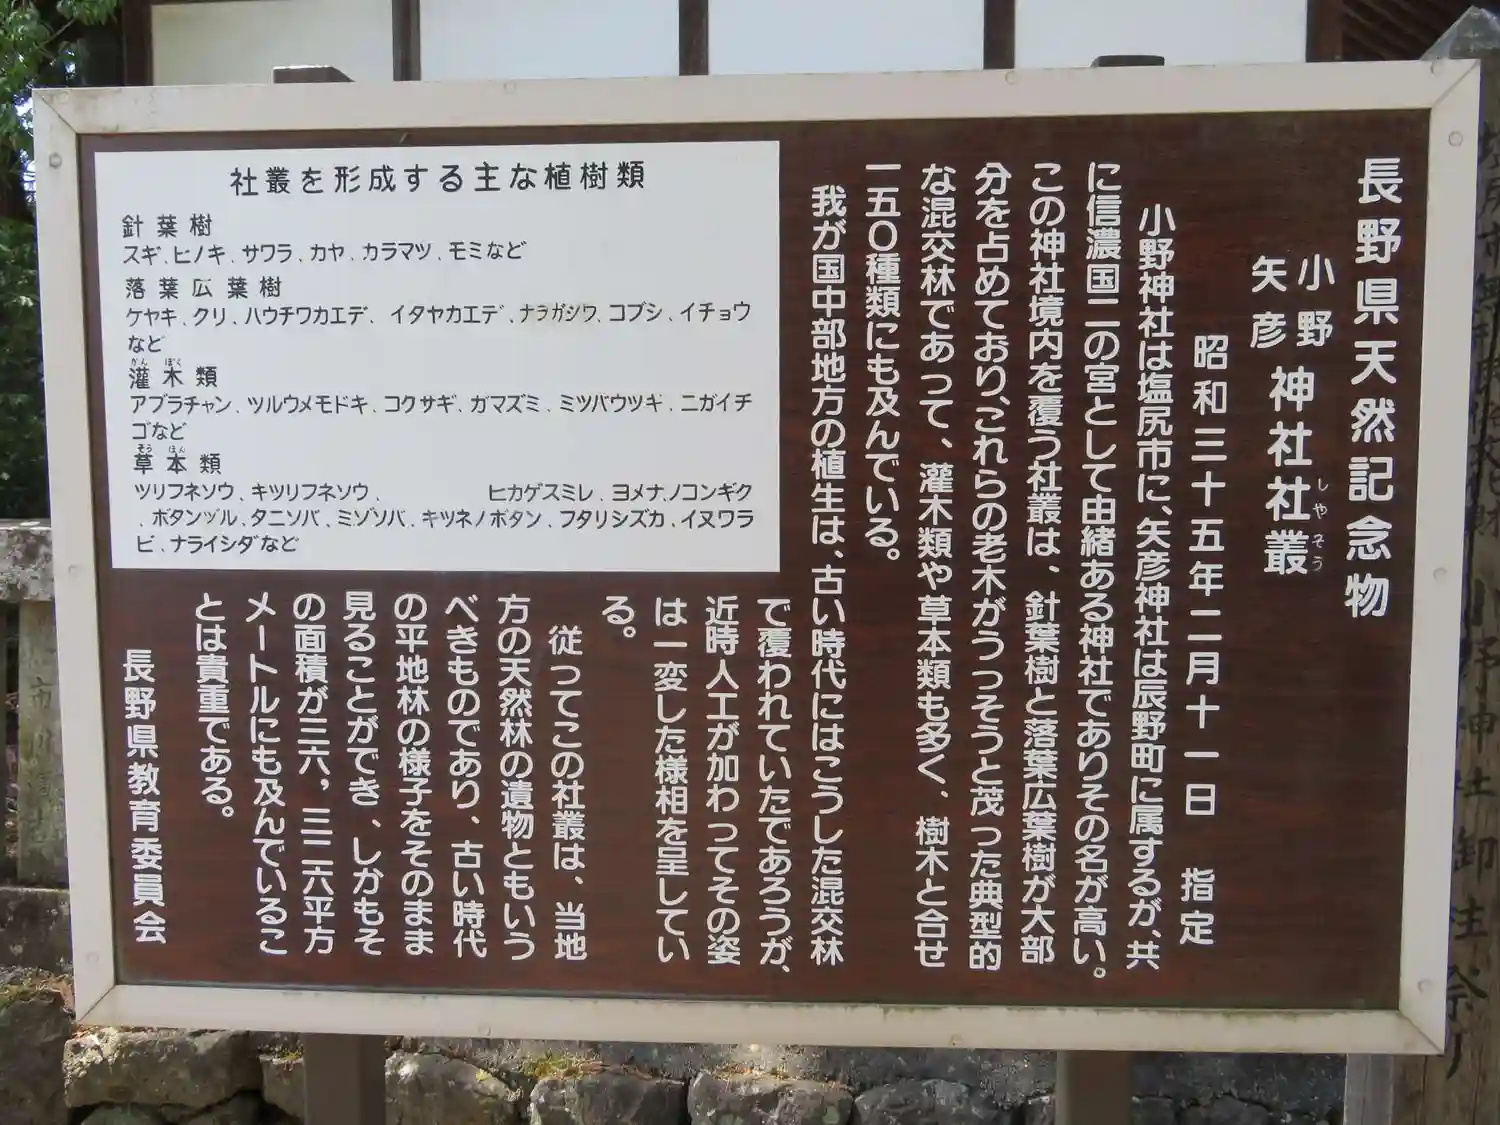 長野県天然記念物
小野
矢彦
神社社叢
しゃそう
昭和三十五年二月十一日　指定
小野神社は塩尻市に、矢彦神社は辰野町に属するが、共
に信濃国二の宮として由緒ある神社でありその名が高い。
この神社境内を覆う社叢は、針葉樹と落葉広葉樹が大部
分を占めており、これらの老木がうっそうと茂った典型的
な混交林であって、灌木類や草本類も多く、樹木と合せ
一五〇種類にも及んでいる。
我が国中部地方の植生は、古い時代にはこうした混交林
で覆われていたであろうが、
近時人工が加わってその姿
は一変した様相を呈してい
る。
従ってこの社叢は、当地
方の天然林の遺物ともいう
べきものであり、古い時代
の平地林の様子をそのまま
見ることができ、しかもそ
の面積が三六，三二六平方
メートルにも及んでいるこ
とは貴重である。
長野県教育委員会
社叢を形成する主な植樹類
針葉樹
スギ、ヒノキ、サワラ、カヤ、カラマツ、モミなど
落葉広葉樹
ケヤキ、クリ、ハウチワカエデ、イタヤカエデ、ナラガシワ、コブシ、イチョウ
など
かんぼく
灌木類
アブラチャン、ツルウメモドキ、コクサギ、ガマズミ、ミツバウツギ、ニガイチ
ゴなど
そうほん
草本類
ツリフネソウ、キツリフネソウ、　ヒカゲスミレ、ヨメナ、ノコンギク
、ボタンヅル、タニソバ、ミゾソバ、キツネノボタン、フタリシズカ、イヌワラ
ビ、ナライシダなど